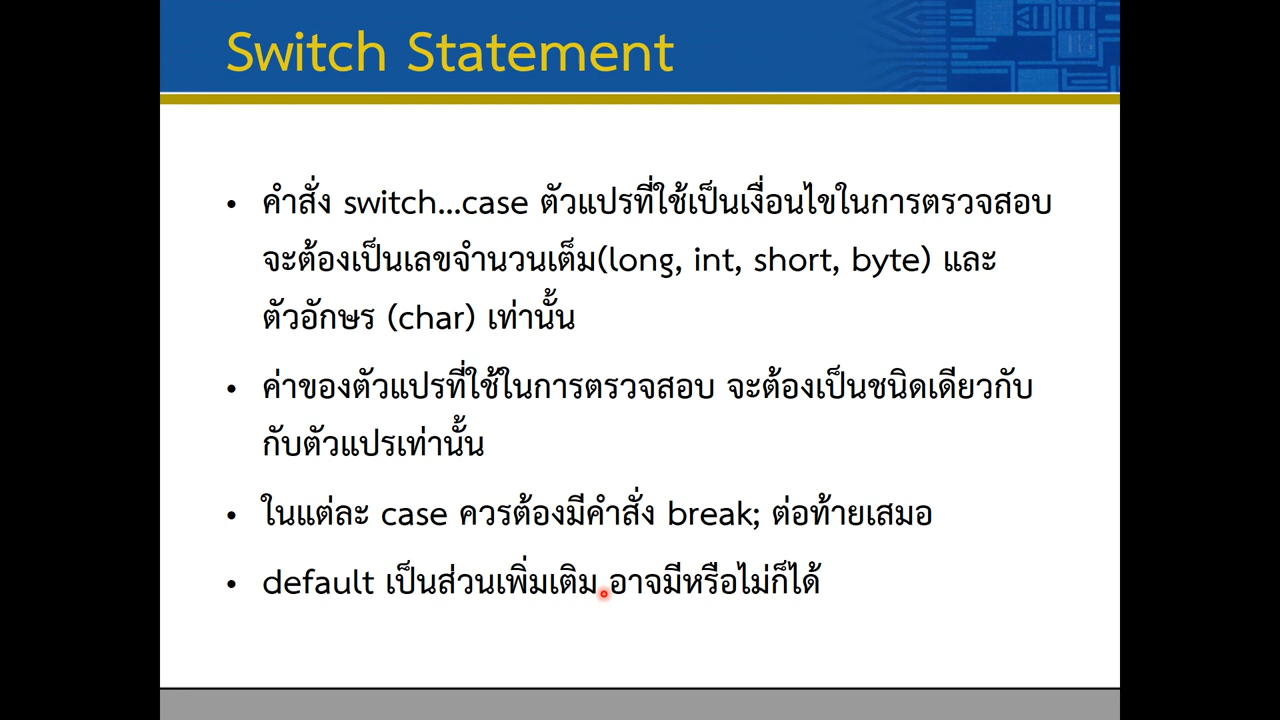 Switch Statement
• คำสั่ง switch...case ตัวแปรที่ใช้เป็นเงื่อนไขในการตรวจสอบ
จะต้องเป็นเลขจำนวนเต็ม(long, int, short, byte) และ
ตัวอักษร (char) เท่านั้น
• ค่าของตัวแปรที่ใช้ในการตรวจสอบ จะต้องเป็นชนิดเดียวกับ
กับตัวแปรเท่านั้น
• ในแต่ละ case ควรต้องมีคำสั่ง break; ต่อท้ายเสมอ
• default เป็นส่วนเพิ่มเติม อาจมีหรือไม่ก็ได้